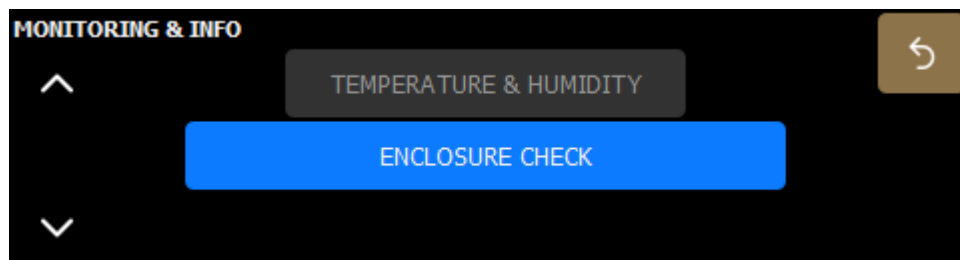 MONITORING & INFO
TEMPERATURE & HUMIDITY
ENCLOSURE CHECK